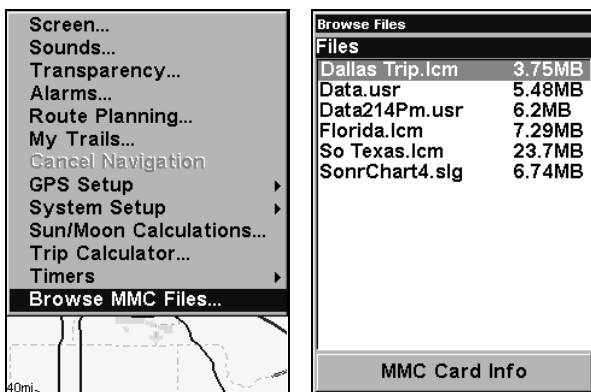 Screen...
Sounds...
Transparency...
Alarms...
Route Planning...
My Trails...
Cancel Navigation
GPS Setup
System Setup
Sun/Moon Calculations...
Trip Calculator...
Timers
Browse MMC Files...
40mi
Browse Files
Files
Dallas Trip.lcm 3.75MB
Data.usr 5.48MB
Data214Pm.usr 6.2MB
Florida.lcm 7.29MB
So Texas.lcm 23.7MB
SonrChart4.slg 6.74MB
MMC Card Info